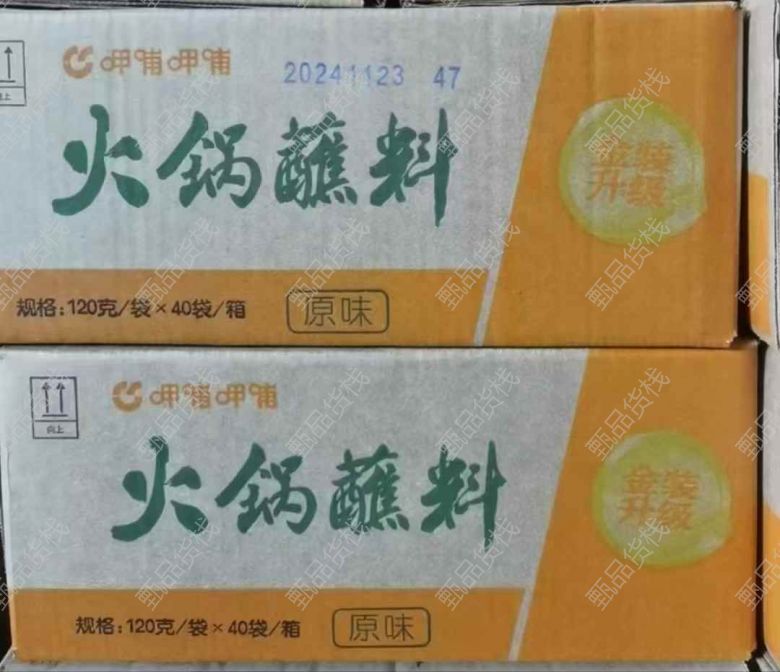 向上
呷哺呷哺
20241123 47
火锅蘸料
金装
升级
规格:120克/袋×40袋/箱
原味
向上
呷哺呷哺
火锅蘸料
金装
升级
规格:120克/袋×40袋/箱
原味
甄品货栈